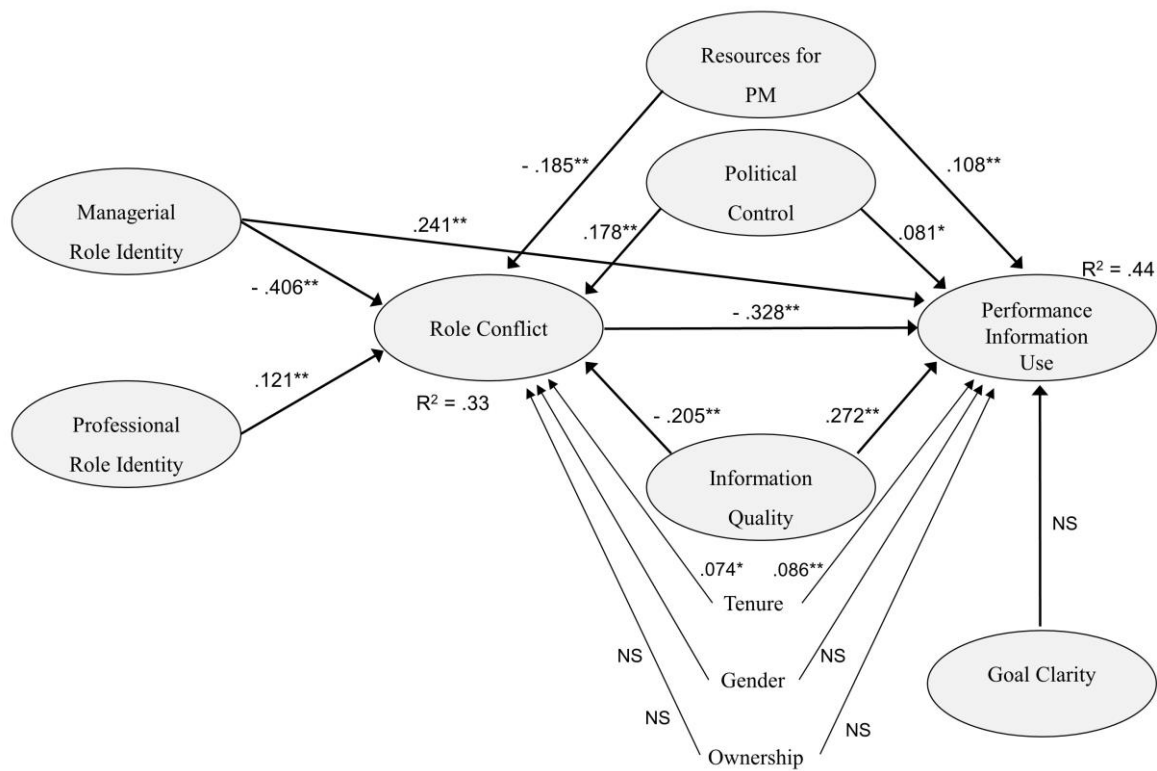 Resources for
PM
- .185**
.108**
Political
Control
Managerial
Role Identity
.241**
.178**
.081*
R² = .44
- .406**
Role Conflict
- .328**
Performance
Information
Use
.121**
R² = .33
- .205**
.272**
Professional
Role Identity
Information
Quality
NS
.074*
.086**
Tenure
NS
Gender
NS
Goal Clarity
NS
NS
Ownership